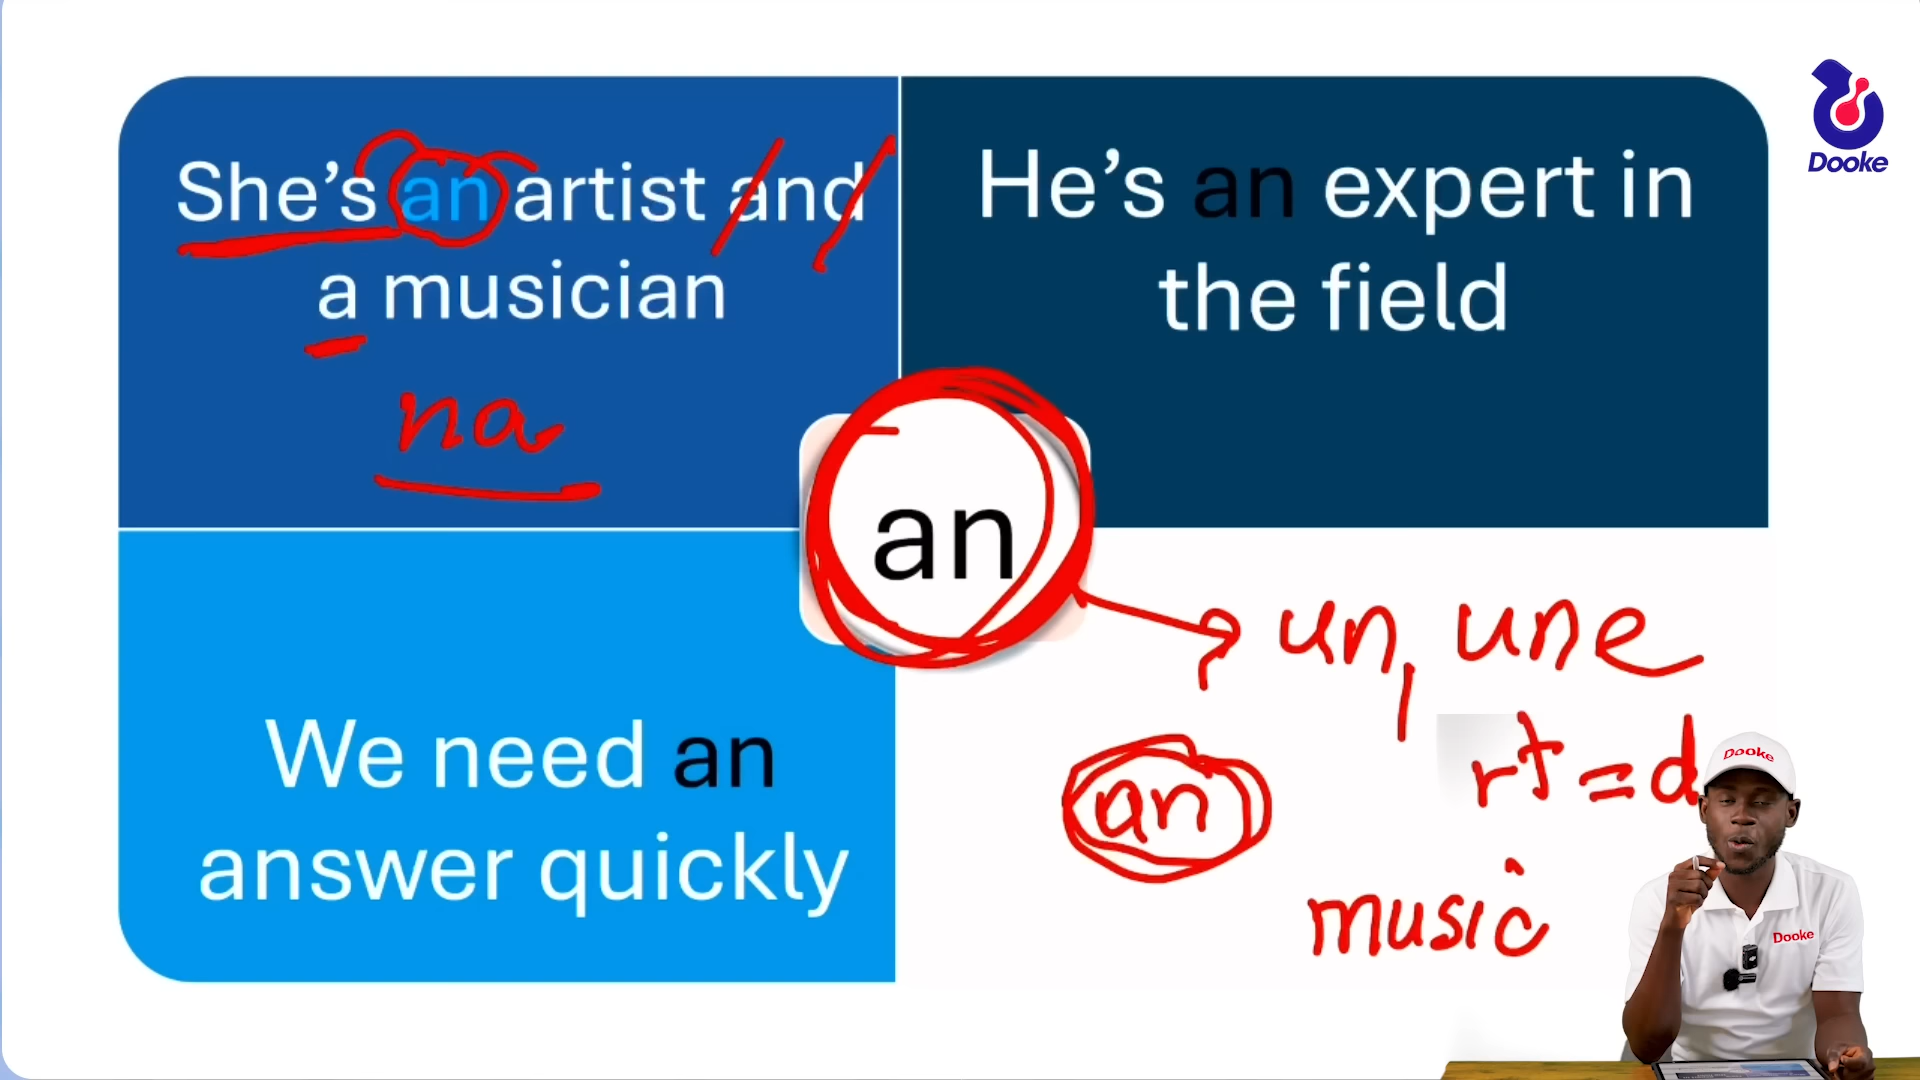 She's an artist and
a musician
na
He's an expert in
the field
an
We need an
answer quickly
un, une
an
rt = d
music
Dooke
Dooke
Dooke